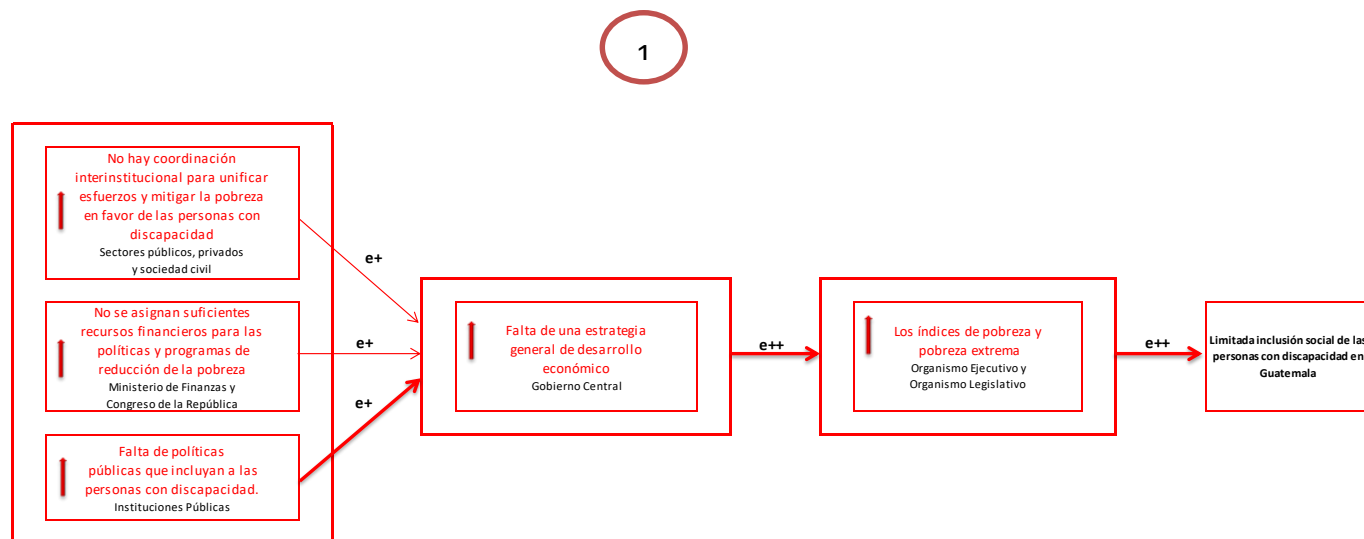 1
No hay coordinación
interinstitucional para unificar
esfuerzos y mitigar la pobreza
en favor de las personas con
discapacidad
Sectores públicos, privados
y sociedad civil
e+
No se asignan suficientes
recursos financieros para las
políticas y programas de
reducción de la pobreza
Ministerio de Finanzas y
Congreso de la República
e+
Falta de políticas
públicas que incluyan a las
personas con discapacidad.
Instituciones Públicas
e+
Falta de una estrategia
general de desarrollo
económico
Gobierno Central
e++
Los índices de pobreza y
pobreza extrema
Organismo Ejecutivo y
Organismo Legislativo
e++
Limitada inclusión social de las
personas con discapacidad en
Guatemala